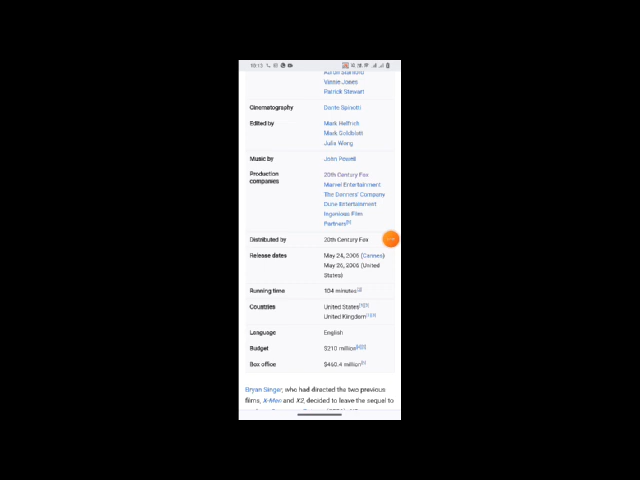 Vinnie Jones
Patrick Stewart
Cinematography Dante Spinotti
Edited by Mark Helfrich
Mark Goldblatt
Julia Wong
Music by John Powell
Production companies 20th Century Fox
Marvel Entertainment
The Donners' Company
Dune Entertainment
Ingenious Film
Partners
Distributed by 20th Century Fox
Release dates May 24, 2006 (Cannes)
May 26, 2006 (United
States)
Running time 104 minutes
Countries United States
United Kingdom
Language English
Budget $210 million
Box office $460.4 million
Bryan Singer, who had directed the two previous
films, X-Men and X2, decided to leave the sequel to